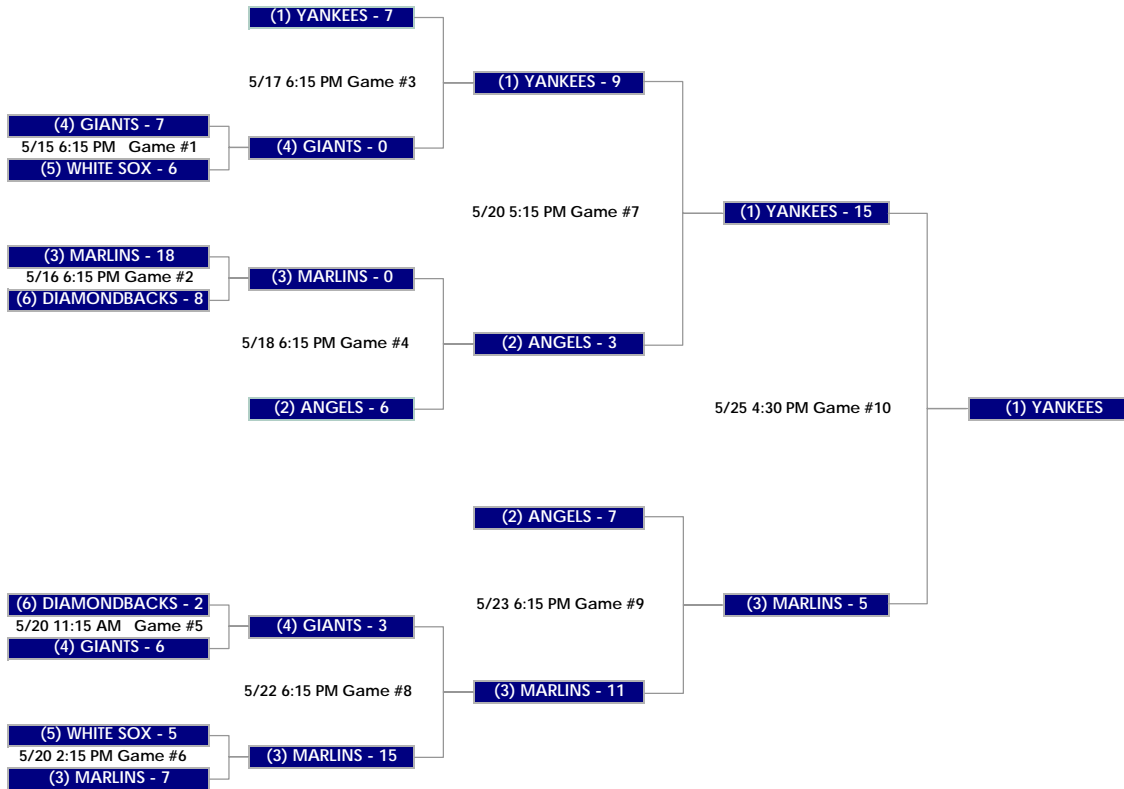 (1) YANKEES - 7
5/17 6:15 PM Game #3
(1) YANKEES - 9
(4) GIANTS - 7
5/15 6:15 PM   Game #1
(4) GIANTS - 0
(5) WHITE SOX - 6
5/20 5:15 PM Game #7
(1) YANKEES - 15
(3) MARLINS - 18
5/16 6:15 PM Game #2
(3) MARLINS - 0
(6) DIAMONDBACKS - 8
5/18 6:15 PM Game #4
(2) ANGELS - 3
(2) ANGELS - 6
5/25 4:30 PM Game #10
(1) YANKEES
(2) ANGELS - 7
(6) DIAMONDBACKS - 2
5/20 11:15 AM   Game #5
(4) GIANTS - 3
5/23 6:15 PM Game #9
(3) MARLINS - 5
(4) GIANTS - 6
5/22 6:15 PM Game #8
(3) MARLINS - 11
(5) WHITE SOX - 5
5/20 2:15 PM Game #6
(3) MARLINS - 15
(3) MARLINS - 7